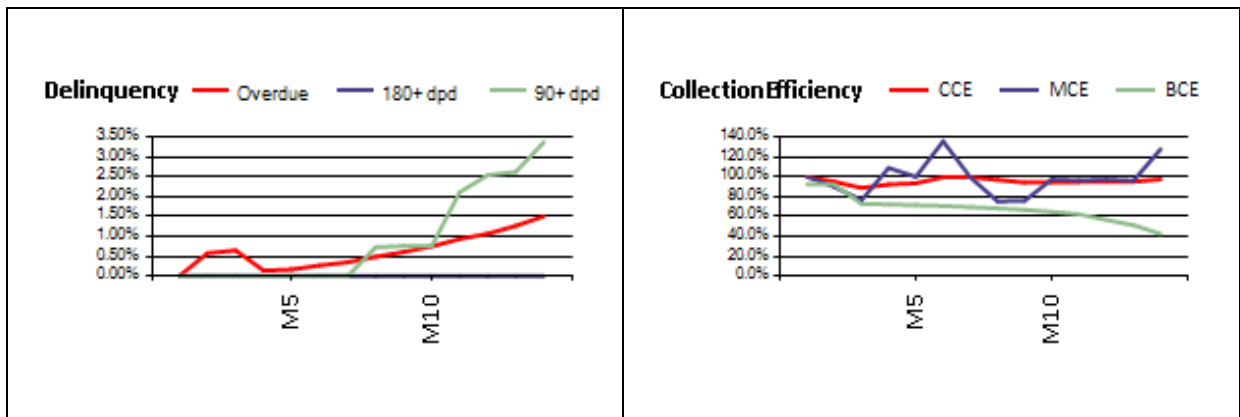 Delinquency Overdue 180+ dpd 90+ dpd
3.50%
3.00%
2.50%
2.00%
1.50%
1.00%
0.50%
0.00%
M5
M10
Collection Efficiency CCE MCE BCE
140.0%
120.0%
100.0%
80.0%
60.0%
40.0%
20.0%
0.0%
M5
M10